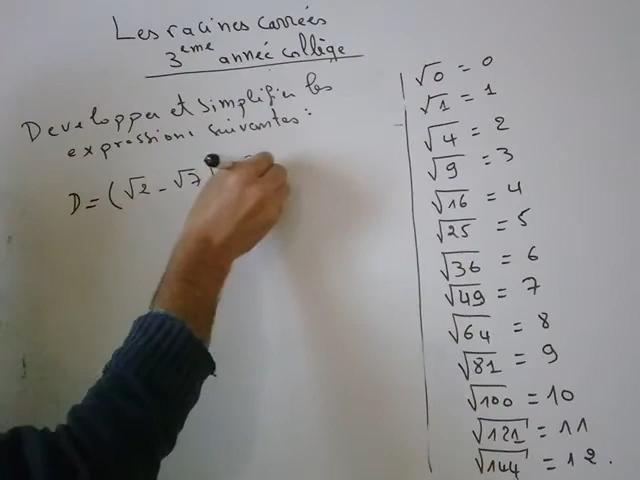 Les racines carrées
3ème année collège
Developper et simplifier les
expressions suivantes:
D = (√2 - √7
√0 = 0
√1 = 1
√4 = 2
√9 = 3
√16 = 4
√25 = 5
√36 = 6
√49 = 7
√64 = 8
√81 = 9
√100 = 10
√121 = 11
√144 = 12.